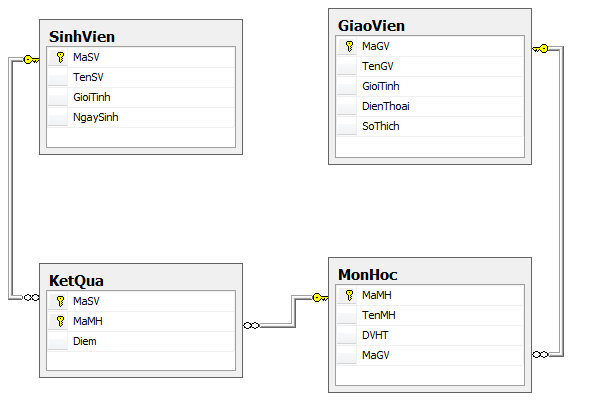 SinhVien
MaSV
TenSV
GioiTinh
NgaySinh
GiaoVien
MaGV
TenGV
GioiTinh
DienThoai
SoThich
KetQua
MaSV
MaMH
Diem
MonHoc
MaMH
TenMH
DVHT
MaGV